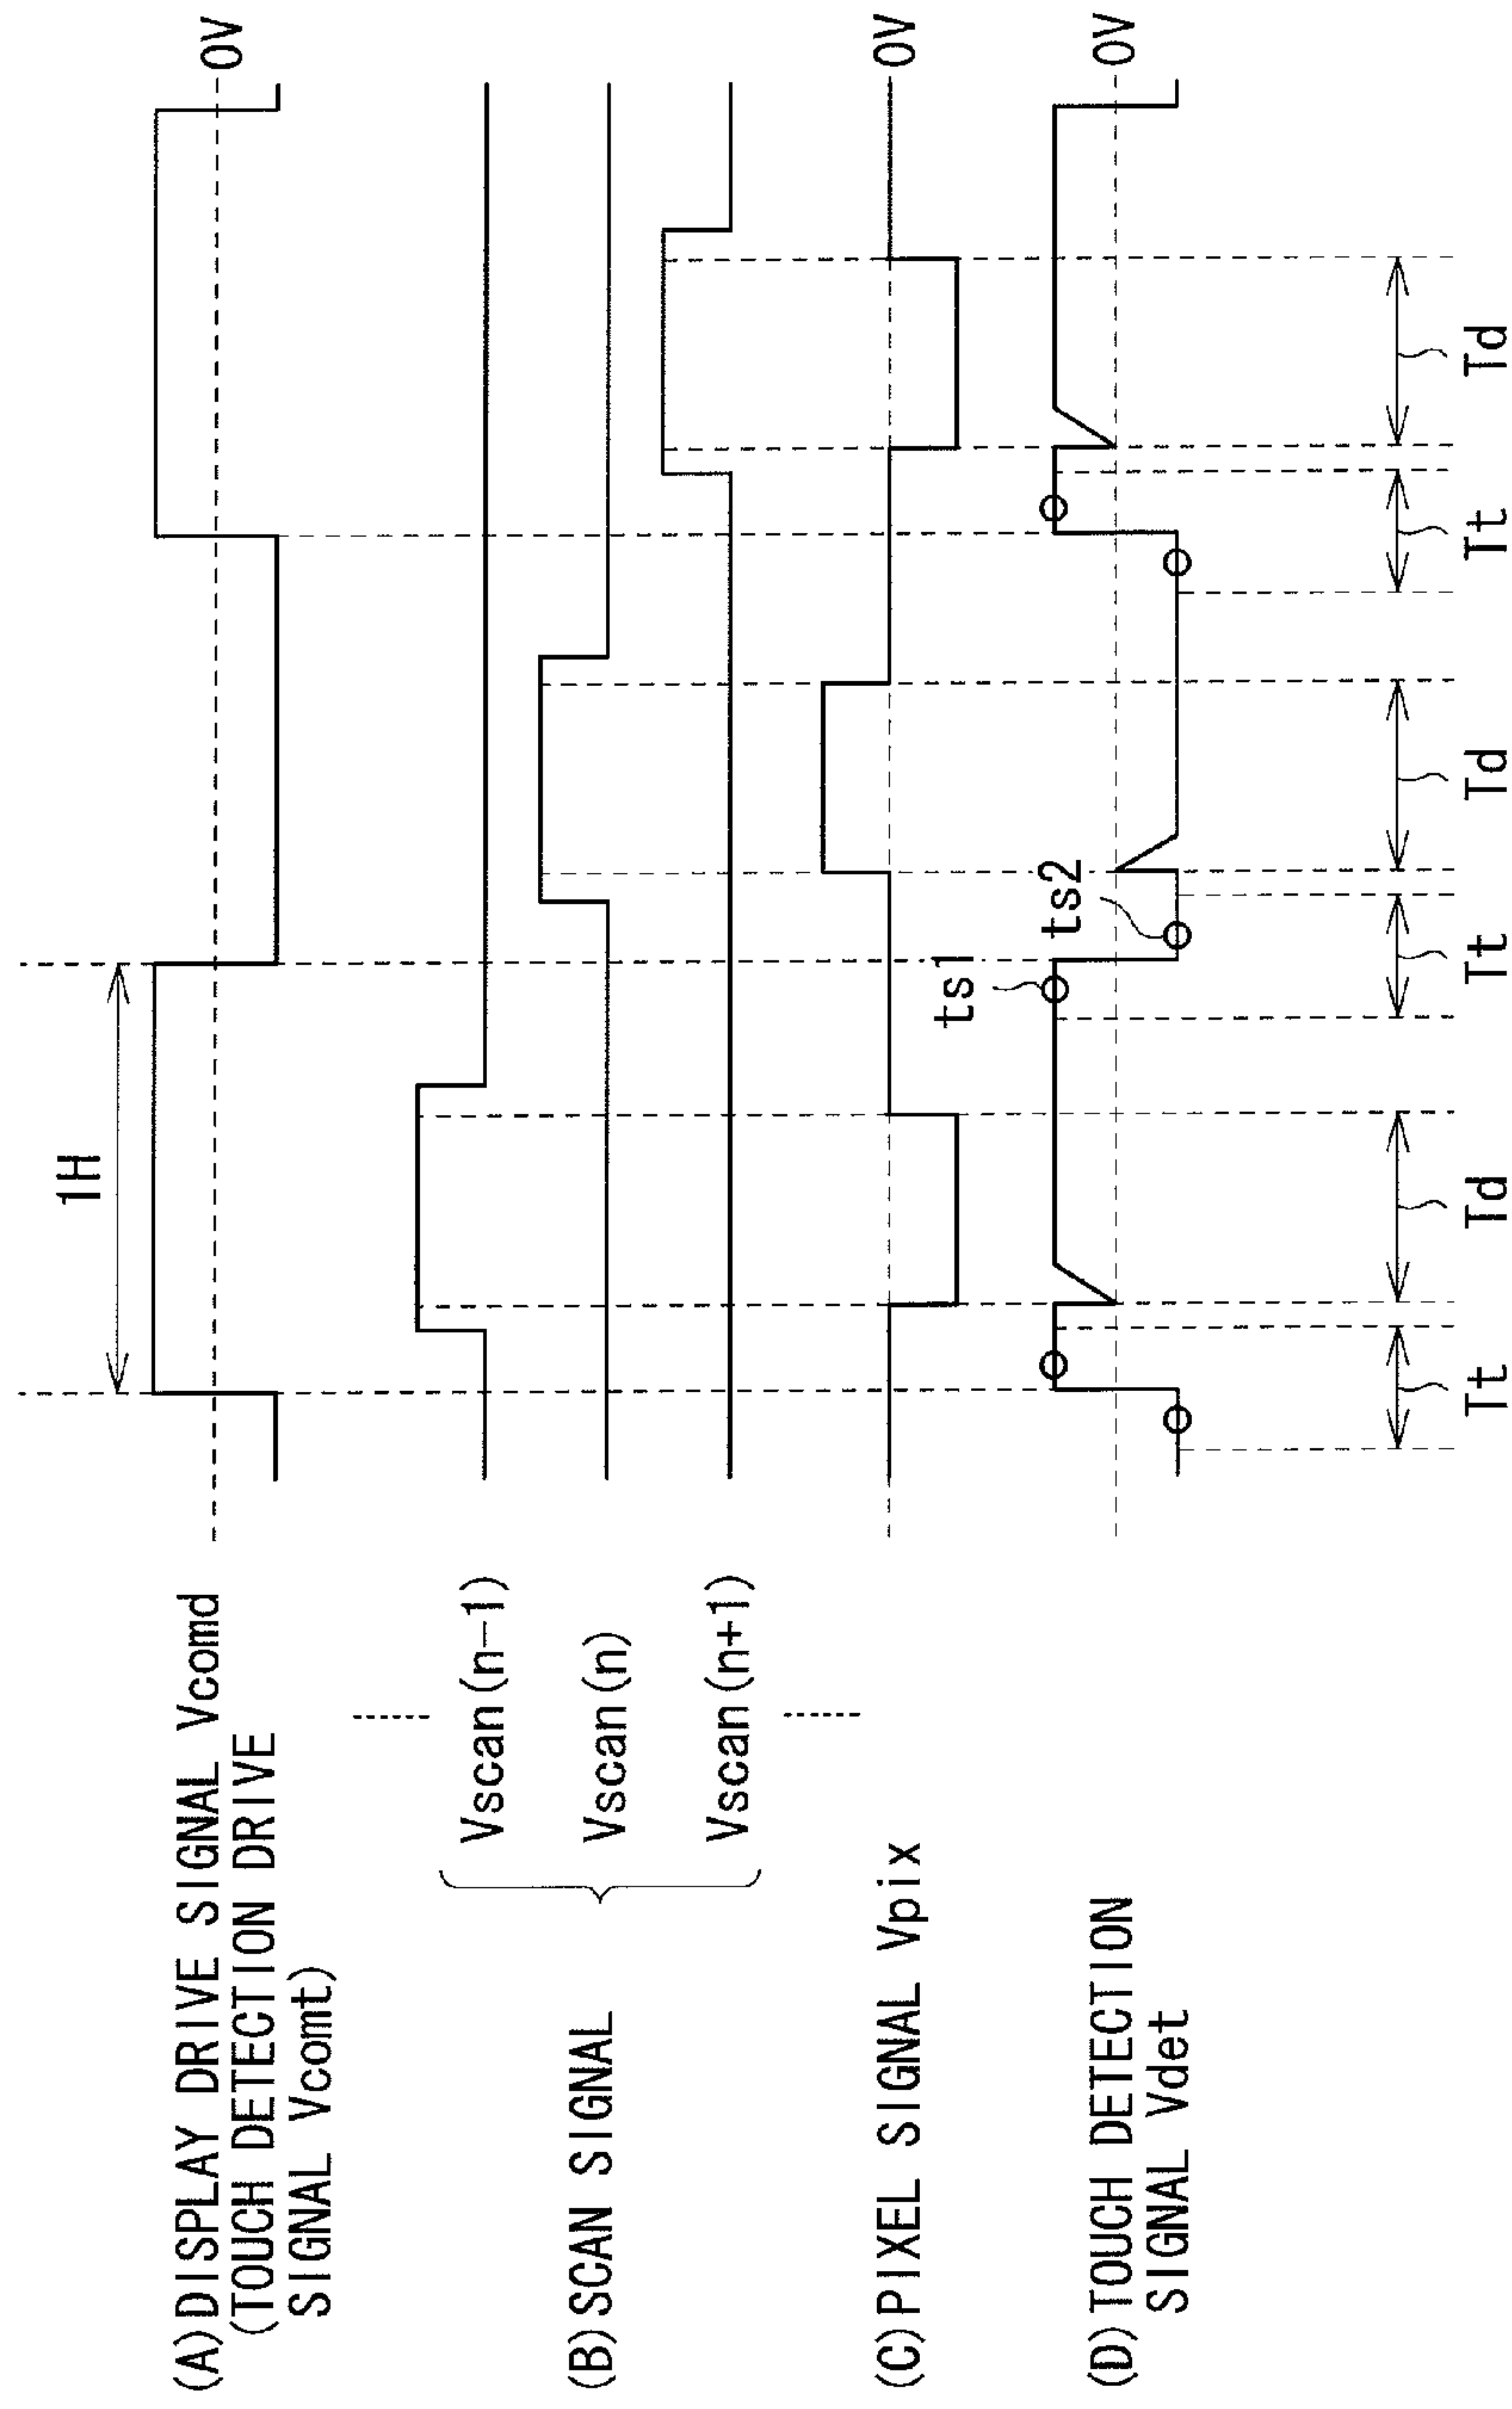 1H
(A)DISPLAY DRIVE SIGNAL Vcomd
(TOUCH DETECTION DRIVE
SIGNAL Vcomt)
0V
(B)SCAN SIGNAL
Vscan(n-1)
Vscan(n)
Vscan(n+1)
(C)PIXEL SIGNAL Vpix
0V
ts1
ts2
(D)TOUCH DETECTION
SIGNAL Vdet
0V
Tt
Td
Tt
Td
Tt
Td